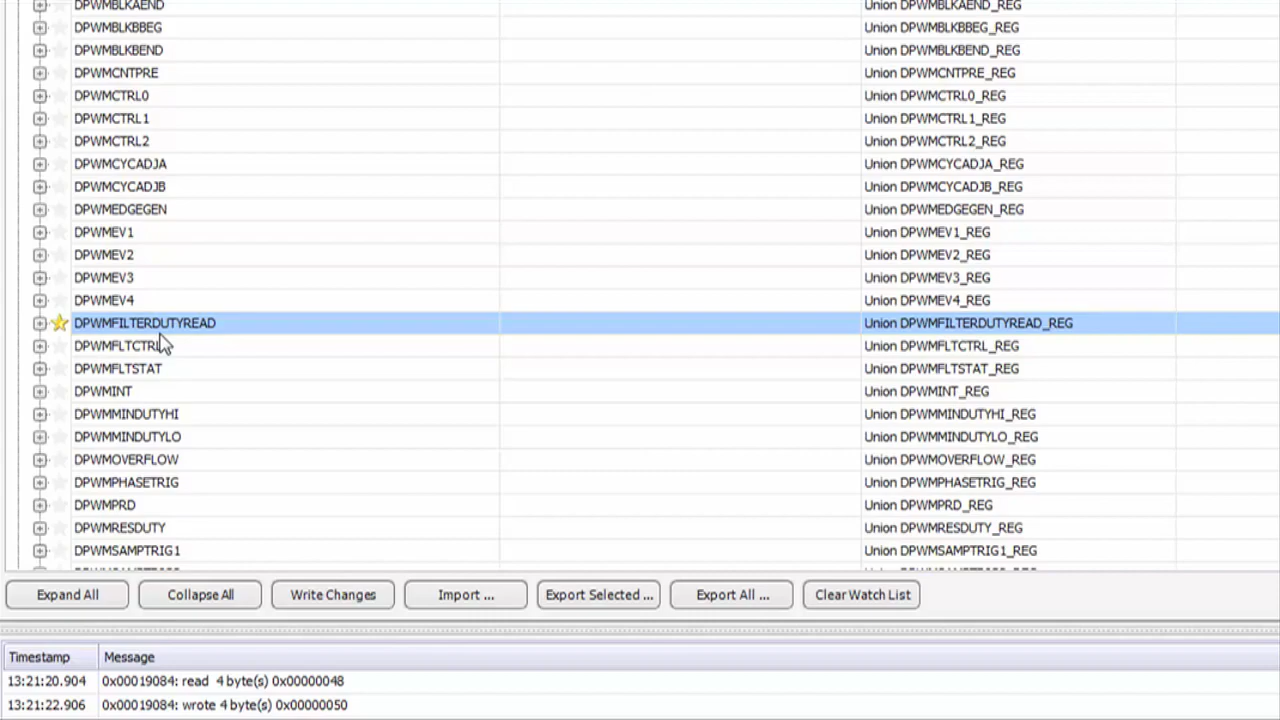 DPWMBLKAEND Union DPWMBLKAEND_REG
DPWMBLKBBEG Union DPWMBLKBBEG_REG
DPWMBLKBEND Union DPWMBLKBEND_REG
DPWMCNTPRE Union DPWMCNTPRE_REG
DPWMCTRL0 Union DPWMCTRL0_REG
DPWMCTRL1 Union DPWMCTRL1_REG
DPWMCTRL2 Union DPWMCTRL2_REG
DPWMCYCADJA Union DPWMCYCADJA_REG
DPWMCYCADJB Union DPWMCYCADJB_REG
DPWMEDGEGEN Union DPWMEDGEGEN_REG
DPWMEV1 Union DPWMEV1_REG
DPWMEV2 Union DPWMEV2_REG
DPWMEV3 Union DPWMEV3_REG
DPWMEV4 Union DPWMEV4_REG
DPWMFILTERDUTYREAD Union DPWMFILTERDUTYREAD_REG
DPWMFLTCTRL Union DPWMFLTCTRL_REG
DPWMFLTSTAT Union DPWMFLTSTAT_REG
DPWMINT Union DPWMINT_REG
DPWMMINDUTYHI Union DPWMMINDUTYHI_REG
DPWMMINDUTYLO Union DPWMMINDUTYLO_REG
DPWMOVERFLOW Union DPWMOVERFLOW_REG
DPWMPHASETRIG Union DPWMPHASETRIG_REG
DPWMPRD Union DPWMPRD_REG
DPWMRESDUTY Union DPWMRESDUTY_REG
DPWMSAMPTRIG1 Union DPWMSAMPTRIG1_REG
Expand All Collapse All Write Changes Import ... Export Selected ... Export All ... Clear Watch List
Timestamp Message
13:21:20.904 0x00019084: read 4 byte(s) 0x00000048
13:21:22.906 0x00019084: wrote 4 byte(s) 0x00000050